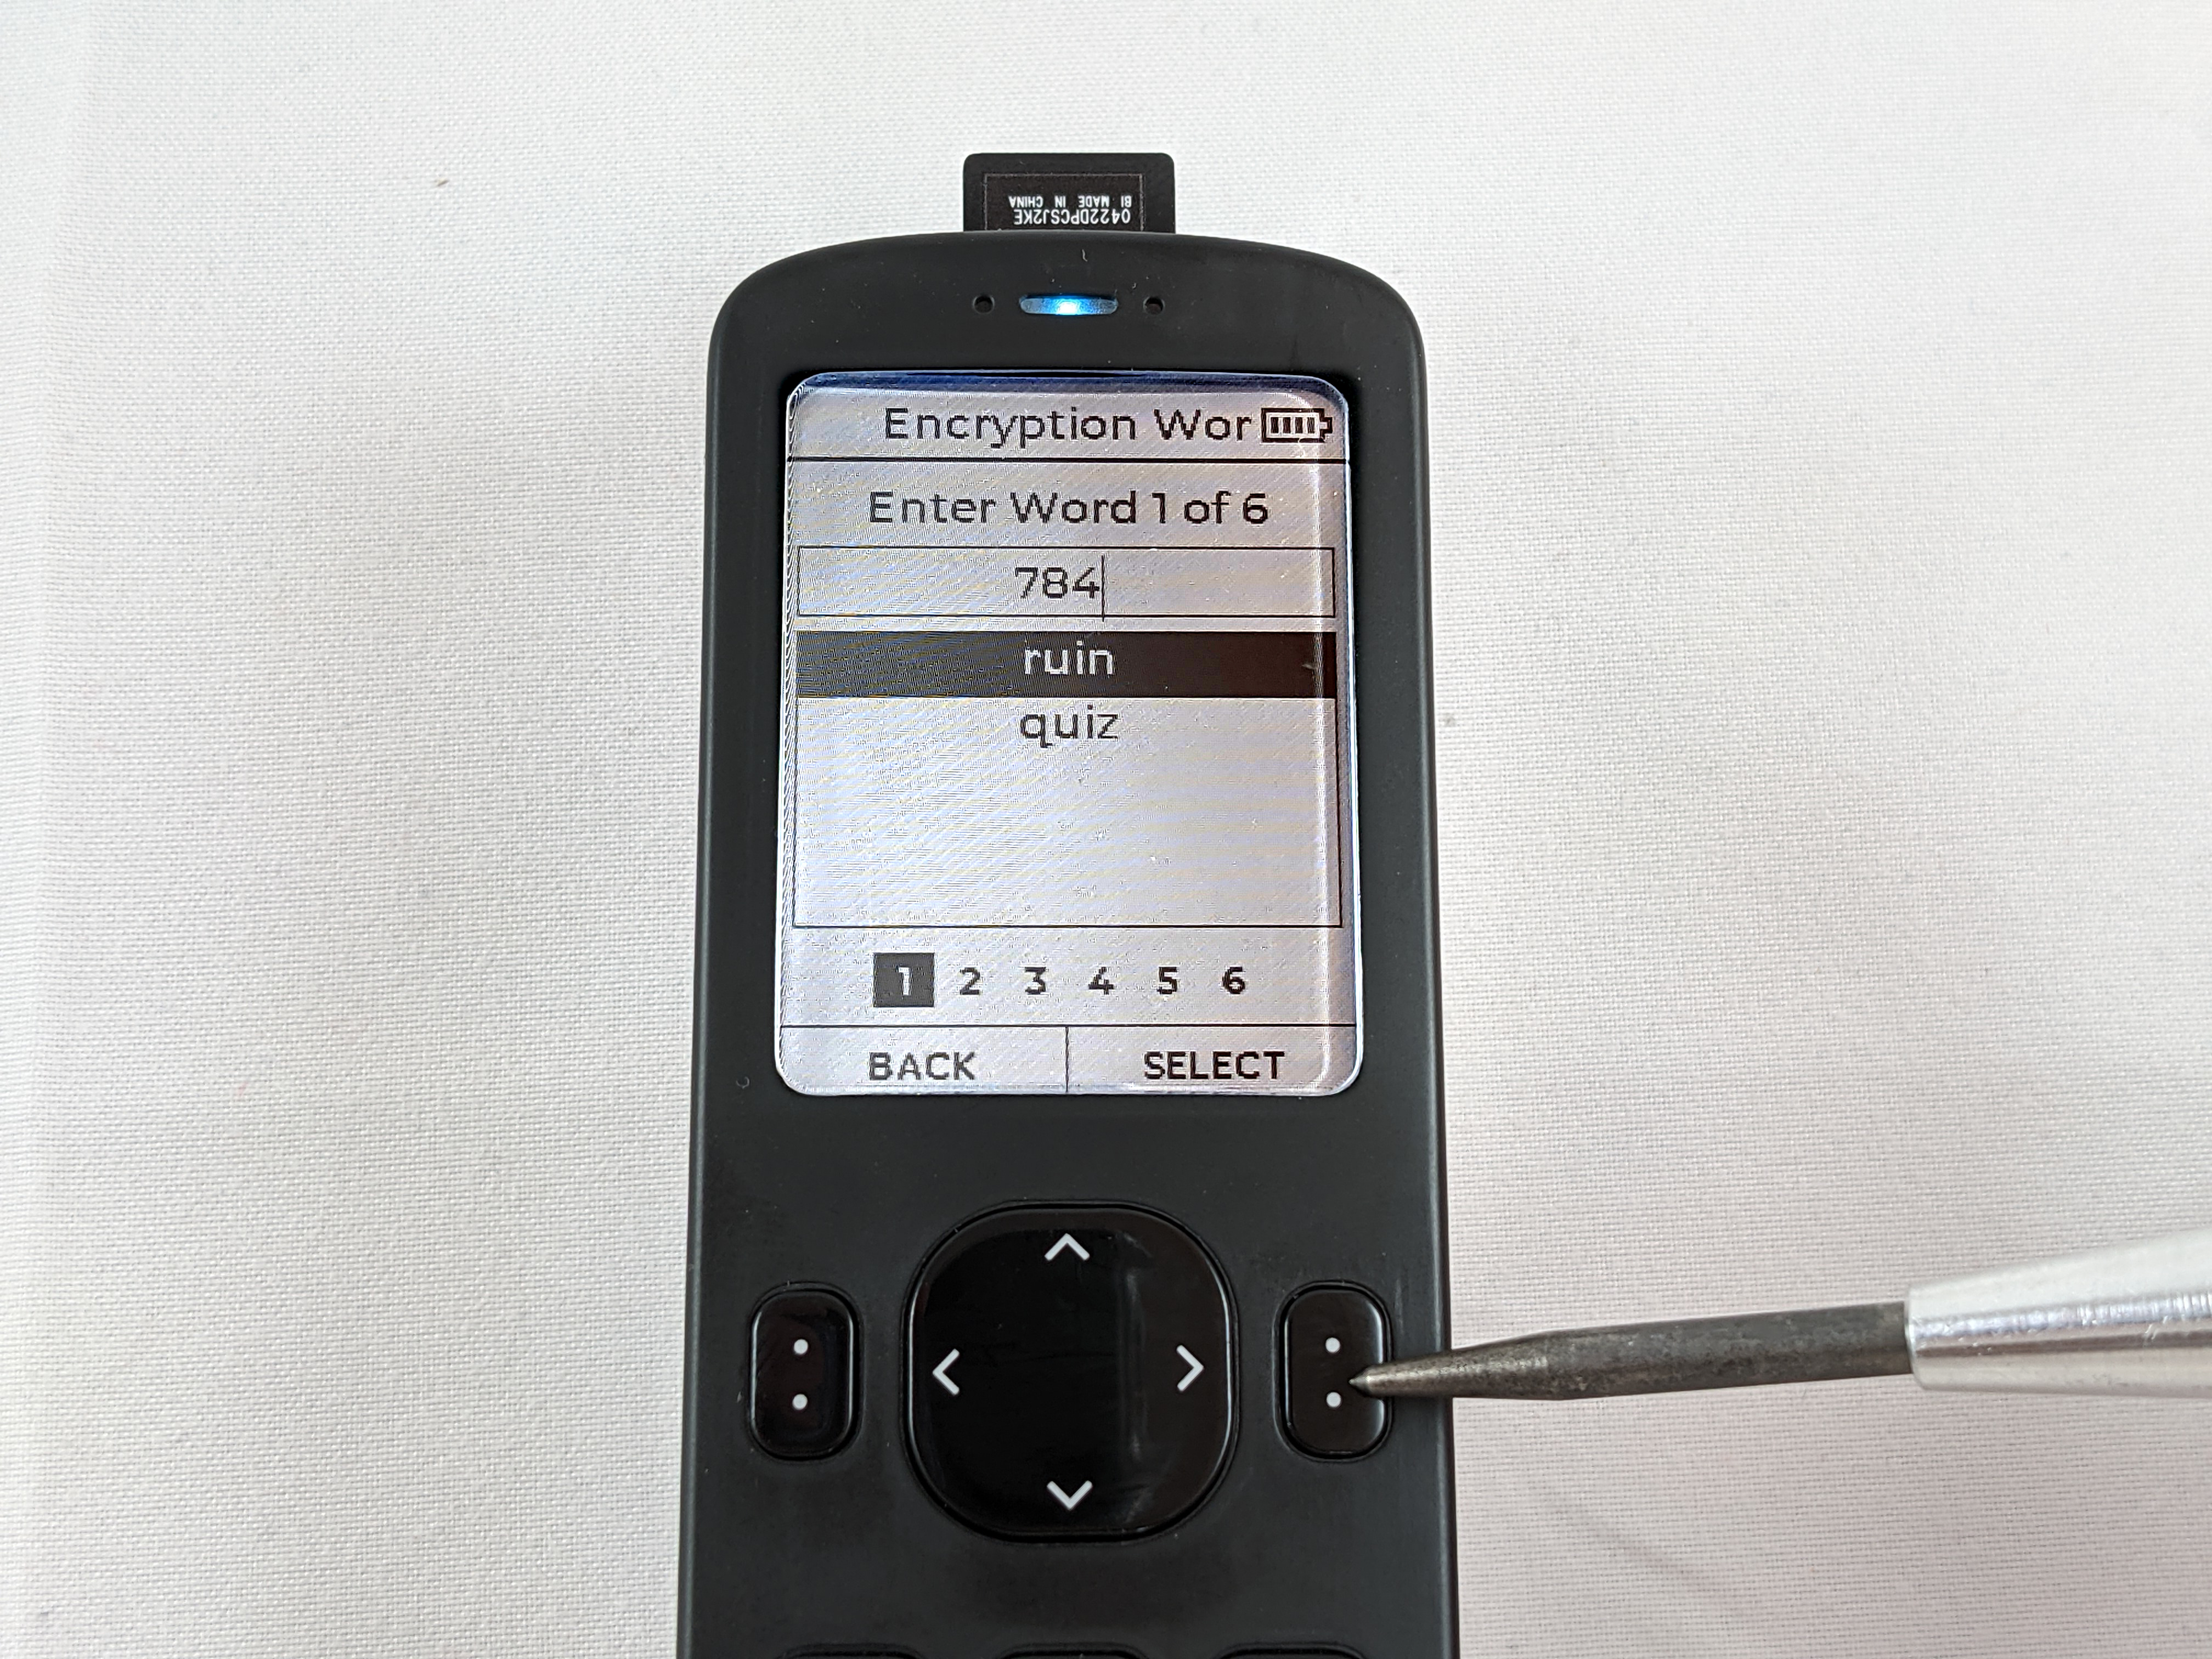 0422DPCSJ2KE
BI MADE IN CHINA
Encryption Wor
Enter Word 1 of 6
784
ruin
quiz
1 2 3 4 5 6
BACK SELECT